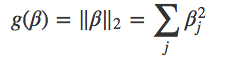 g(β) = ‖β‖₂ = ∑ⱼ βⱼ²